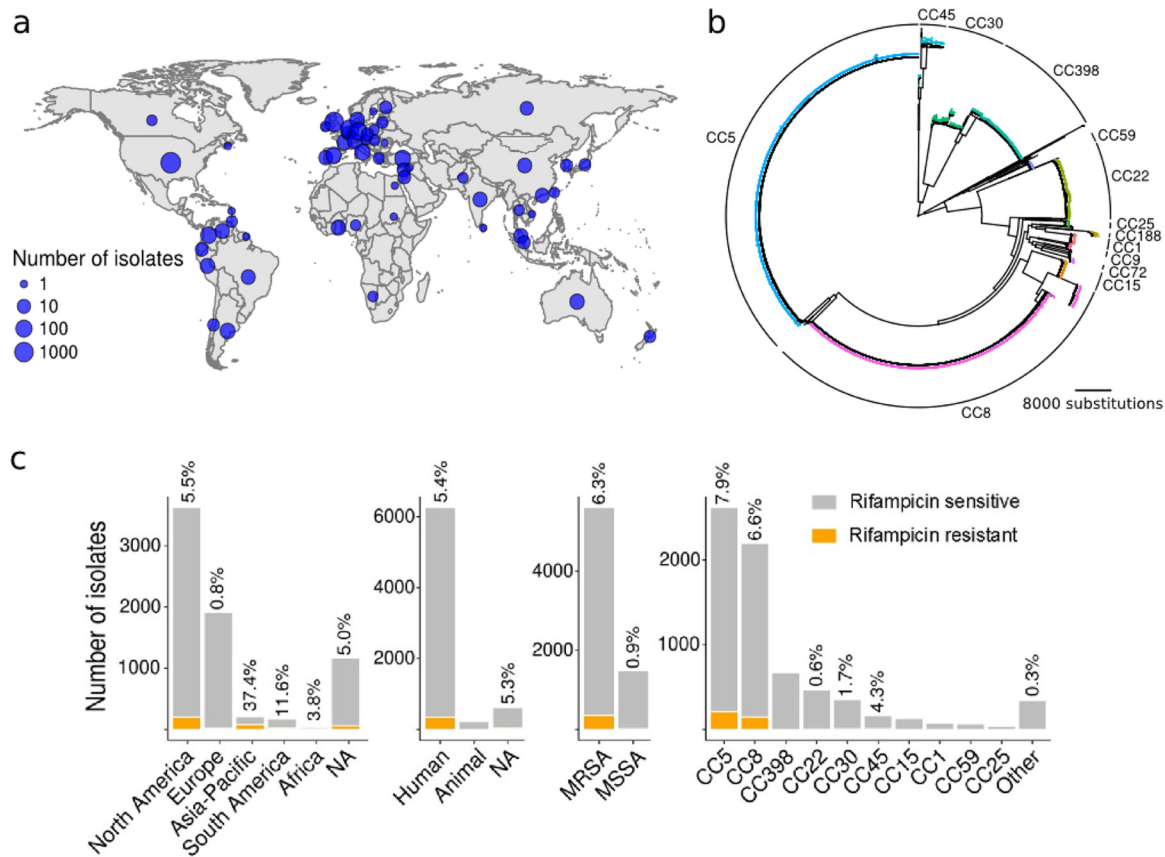 a
Number of isolates
1
10
100
1000
b
CC45
CC30
CC398
CC59
CC22
CC25
CC188
CC1
CC9
CC72
CC15
CC5
CC8
8000 substitutions
c
Number of isolates
3000
2000
1000
5.5%
0.8%
37.4%
11.6%
3.8%
5.0%
North America
Europe
Asia-Pacific
South America
Africa
NA
6000
4000
2000
5.4%
5.3%
Human
Animal
NA
4000
2000
6.3%
0.9%
MRSA
MSSA
2000
1000
7.9%
6.6%
0.6%
1.7%
4.3%
0.3%
CC5
CC8
CC398
CC22
CC30
CC45
CC15
CC1
CC59
CC25
Other
Rifampicin sensitive
Rifampicin resistant